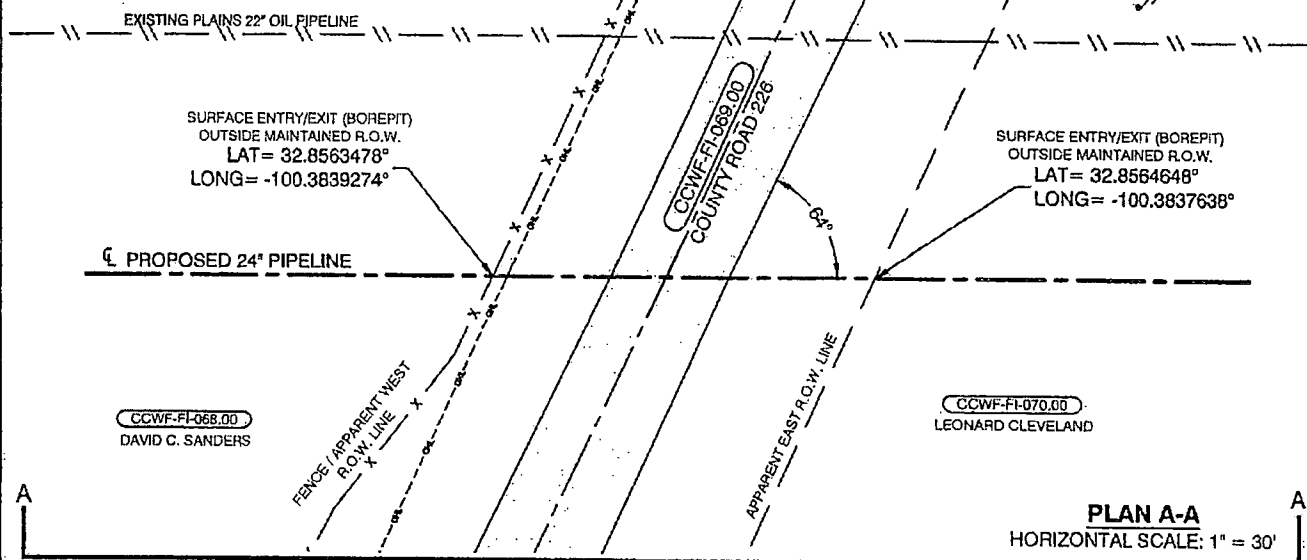 EXISTING PLAINS 22" OIL PIPELINE
SURFACE ENTRY/EXIT (BOREPIT)
OUTSIDE MAINTAINED R.O.W.
LAT= 32.8563478°
LONG= -100.3839274°
CCWF-FI-069.00
COUNTY ROAD 226
SURFACE ENTRY/EXIT (BOREPIT)
OUTSIDE MAINTAINED R.O.W.
LAT= 32.8564648°
LONG= -100.3837638°
64°
℄ PROPOSED 24" PIPELINE
FENCE / APPARENT WEST
R.O.W. LINE
APPARENT EAST R.O.W. LINE
CCWF-FI-068.00
DAVID C. SANDERS
CCWF-FI-070.00
LEONARD CLEVELAND
A
PLAN A-A
HORIZONTAL SCALE: 1" = 30'
A